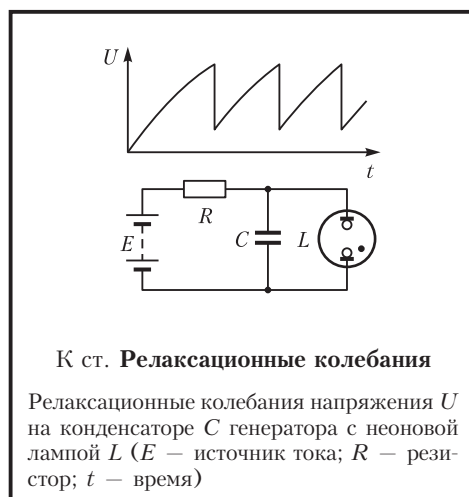 U
t
R
E
C
L
К ст. Релаксационные колебания
Релаксационные колебания напряжения U
на конденсаторе C генератора с неоновой
лампой L (E — источник тока; R — рези-
стор; t — время)